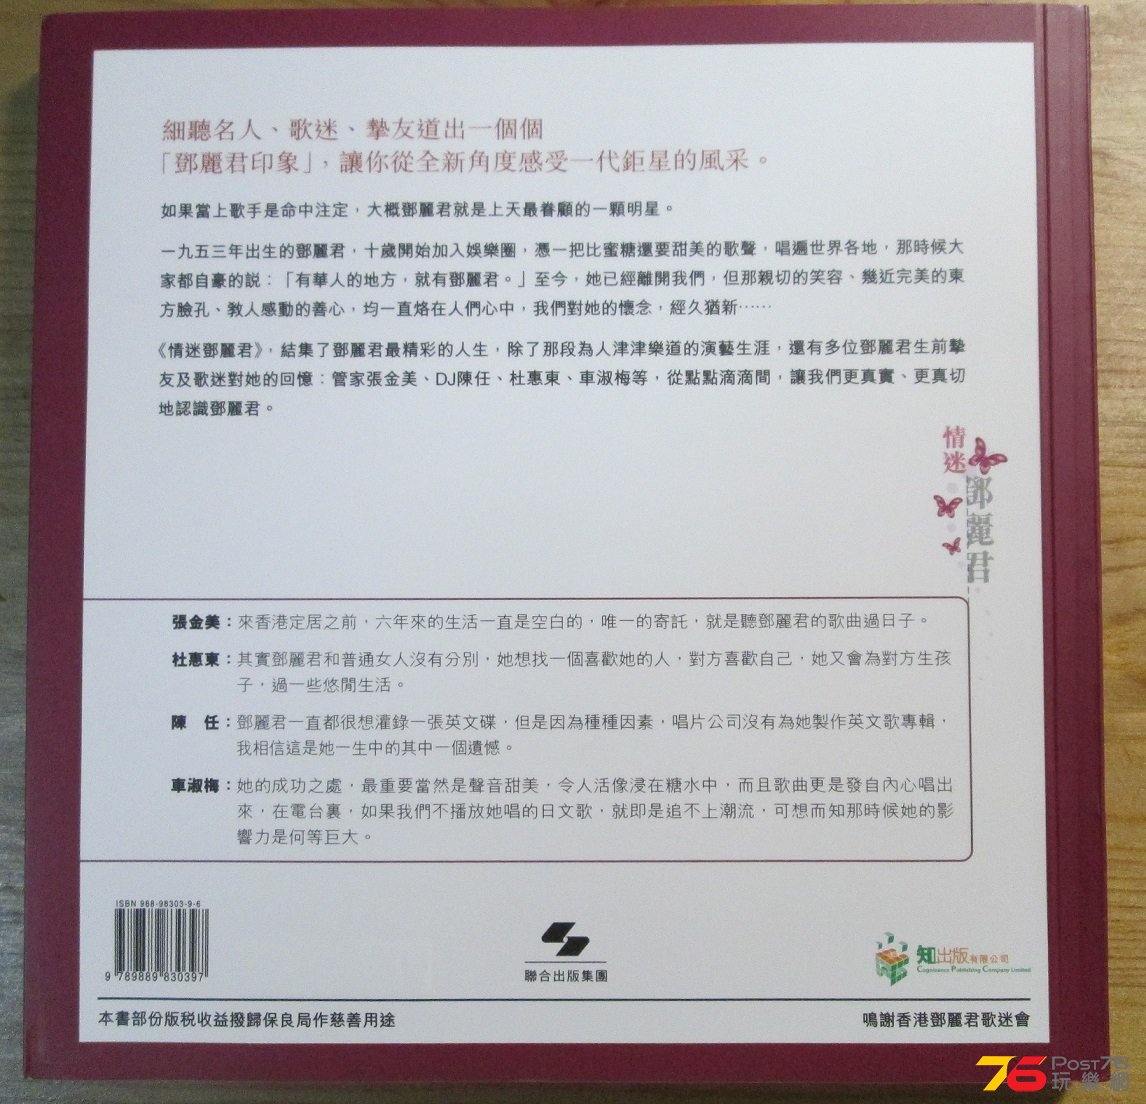 細聽名人、歌迷、摯友道出一個個
「鄧麗君印象」，讓你從全新角度感受一代鉅星的風采。
如果當上歌手是命中注定，大概鄧麗君就是上天最眷顧的一顆明星。
一九五三年出生的鄧麗君，十歲開始加入娛樂圈，憑一把比蜜糖還要甜美的歌聲，唱遍世界各地，那時候大
家都自豪的說：「有華人的地方，就有鄧麗君。」至今，她已經離開我們，但那親切的笑容、幾近完美的東
方臉孔、教人感動的善心，均一直烙在人們心中，我們對她的懷念，經久猶新⋯⋯
《情迷鄧麗君》，結集了鄧麗君最精彩的人生，除了那段為人津津樂道的演藝生涯，還有多位鄧麗君生前摯
友及歌迷對她的回憶：管家張金美、DJ陳任、杜惠東、車淑梅等，從點點滴滴間，讓我們更真實、更真切
地認識鄧麗君。
情迷
鄧麗君
張金美：來香港定居之前，六年來的生活一直是空白的，唯一的寄託，就是聽鄧麗君的歌曲過日子。
杜惠東：其實鄧麗君和普通女人沒有分別，她想找一個喜歡她的人，對方喜歡自己，她又會為對方生孩
子，過一些悠閒生活。
陳　任：鄧麗君一直都很想灌錄一張英文碟，但是因為種種因素，唱片公司沒有為她製作英文歌專輯，
我相信這是她一生中的其中一個遺憾。
車淑梅：她的成功之處，最重要當然是聲音甜美，令人活像浸在糖水中，而且歌曲更是發自內心唱出
來，在電台裏，如果我們不播放她唱的日文歌，就即是追不上潮流，可想而知那時候她的影
響力是何等巨大。
ISBN 988-98303-9-6
9 789889 830397
聯合出版集團
知出版有限公司
Cognizance Publishing Company Limited
本書部份版稅收益撥歸保良局作慈善用途
鳴謝香港鄧麗君歌迷會
76 POST76
玩樂網